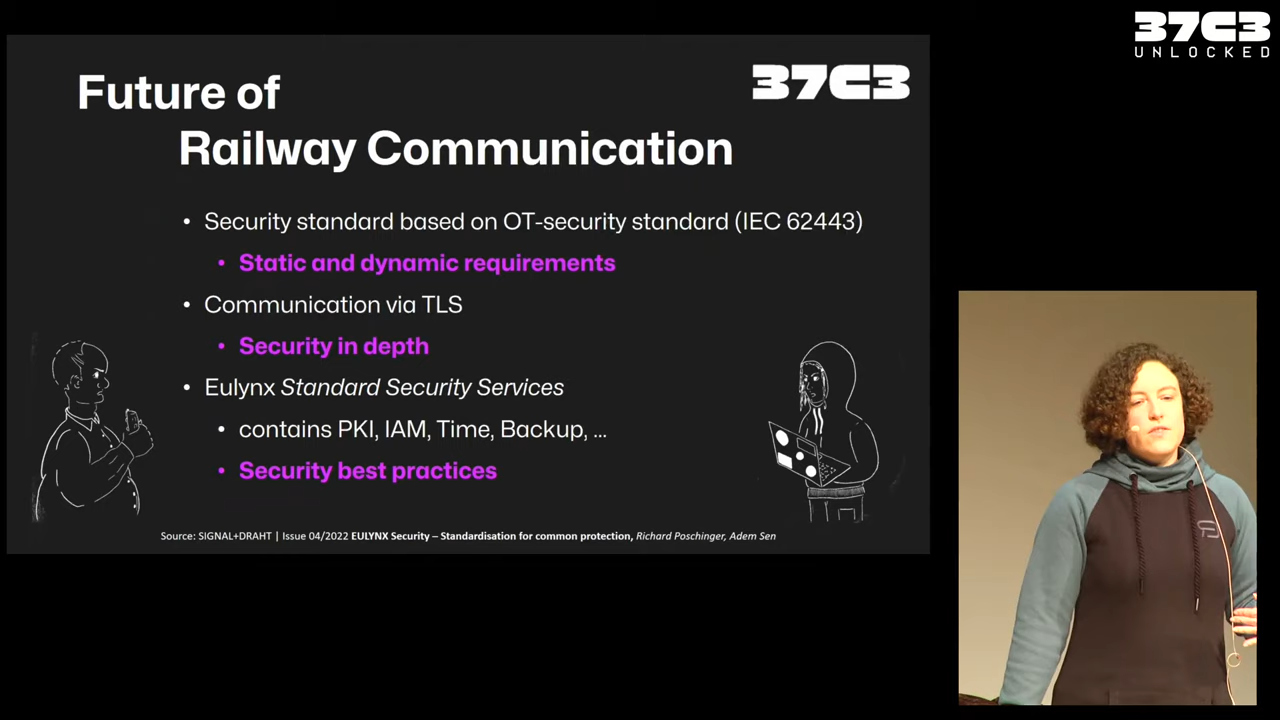 37C3
UNLOCKED
Future of
Railway Communication
37C3
• Security standard based on OT-security standard (IEC 62443)
• Static and dynamic requirements
• Communication via TLS
• Security in depth
• Eulynx Standard Security Services
• contains PKI, IAM, Time, Backup, ...
• Security best practices
Source: SIGNAL+DRAHT | Issue 04/2022 EULYNX Security – Standardisation for common protection, Richard Poschinger, Adem Sen